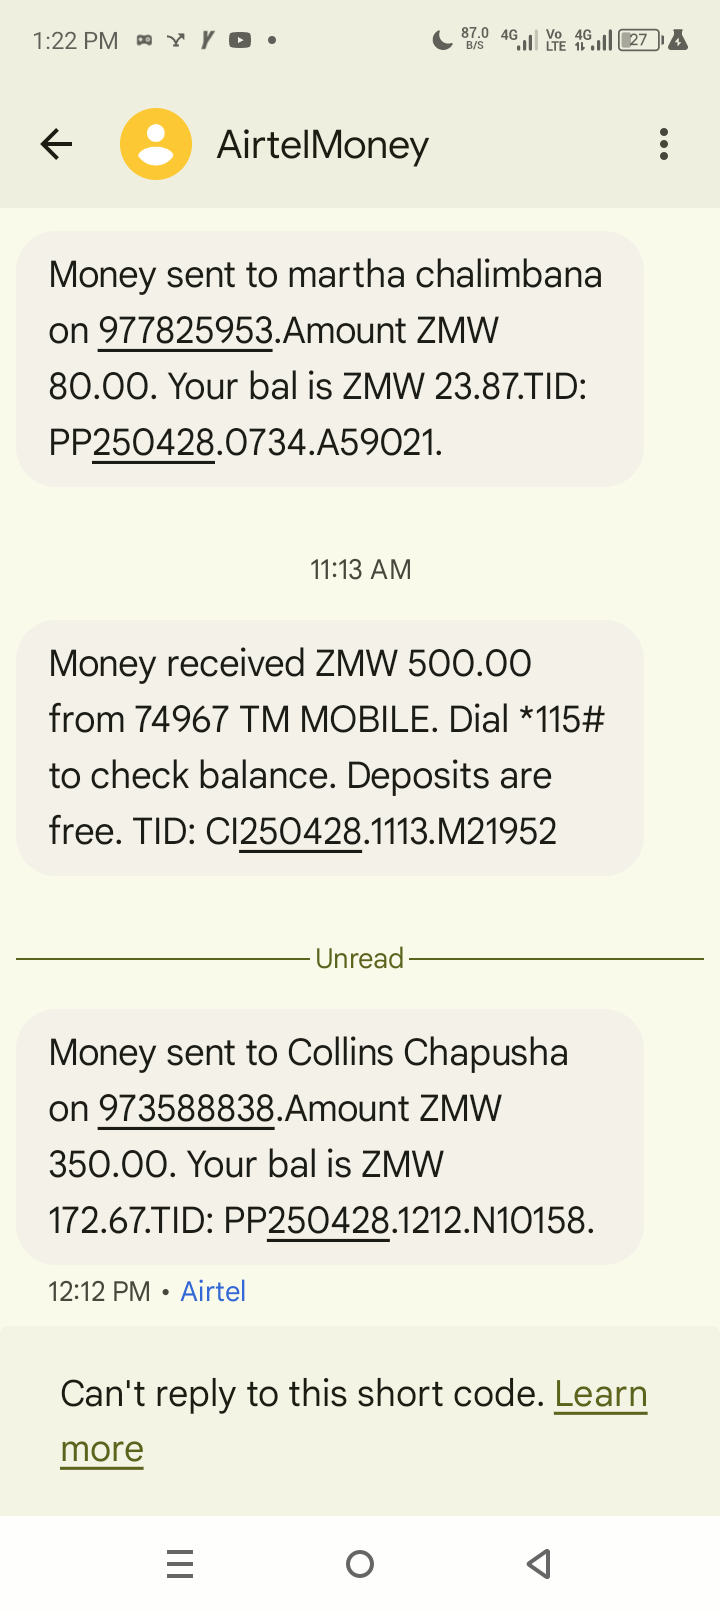 1:22 PM
87.0 B/S 4G Vo LTE 4G 27
AirtelMoney
Money sent to martha chalimbana
on 977825953.Amount ZMW
80.00. Your bal is ZMW 23.87.TID:
PP250428.0734.A59021.
11:13 AM
Money received ZMW 500.00
from 74967 TM MOBILE. Dial *115#
to check balance. Deposits are
free. TID: CI250428.1113.M21952
Unread
Money sent to Collins Chapusha
on 973588838.Amount ZMW
350.00. Your bal is ZMW
172.67.TID: PP250428.1212.N10158.
12:12 PM • Airtel
Can't reply to this short code. Learn
more